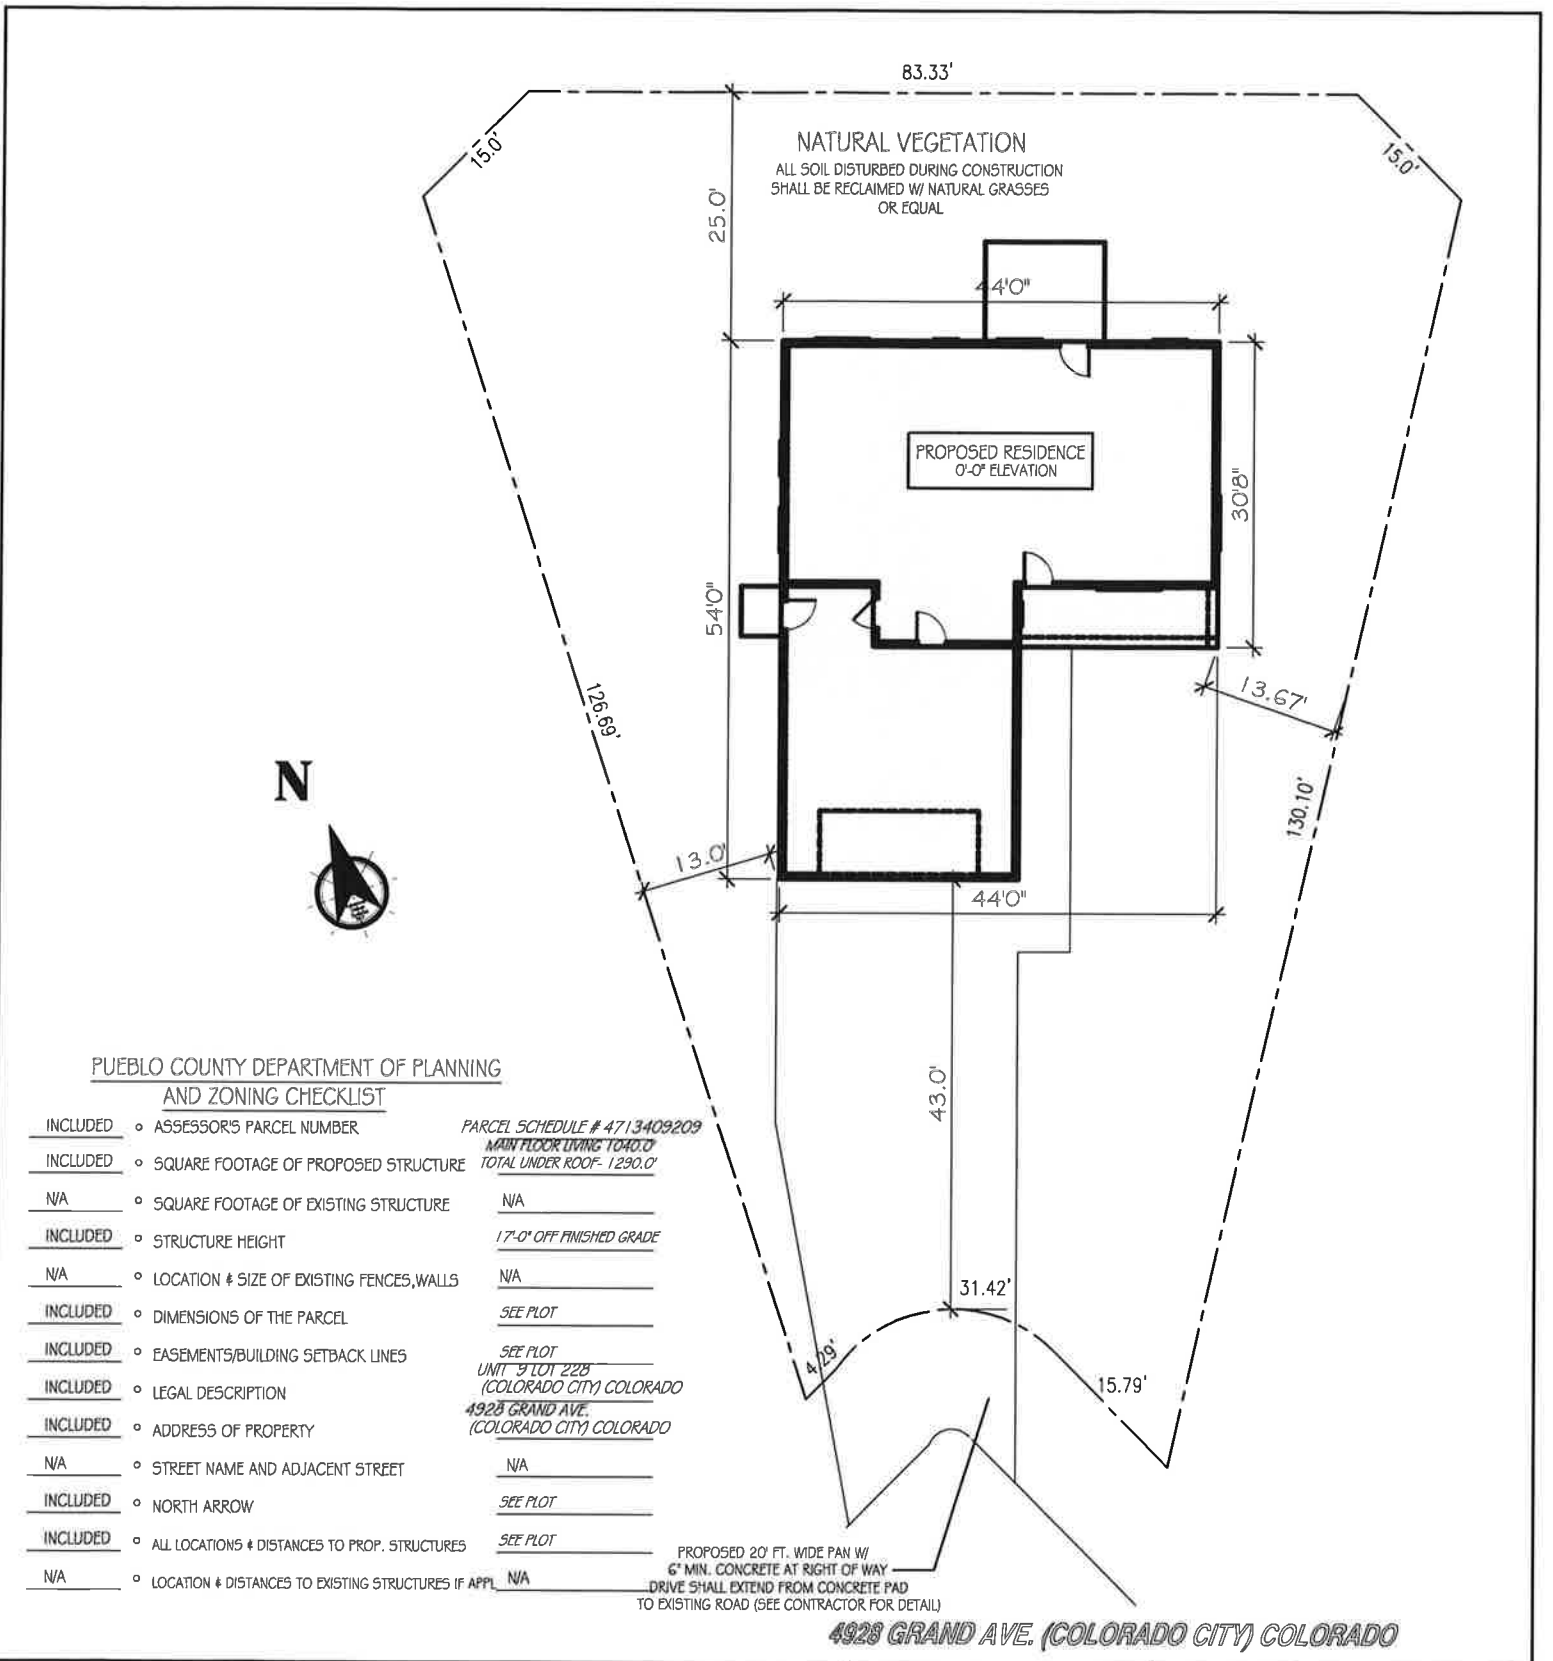 83.33'
15.0'
15.0'
NATURAL VEGETATION
ALL SOIL DISTURBED DURING CONSTRUCTION
SHALL BE RECLAIMED W/ NATURAL GRASSES
OR EQUAL
25.0'
44'0"
PROPOSED RESIDENCE
0'-0" ELEVATION
30'8"
54'0"
126.69'
13.67'
N
130.10'
13.0'
44'0"
43.0'
PUEBLO COUNTY DEPARTMENT OF PLANNING
AND ZONING CHECKLIST
INCLUDED ASSESSOR'S PARCEL NUMBER PARCEL SCHEDULE # 4713409209
MAIN FLOOR LIVING 1040.0'
INCLUDED SQUARE FOOTAGE OF PROPOSED STRUCTURE TOTAL UNDER ROOF- 1290.0'
N/A SQUARE FOOTAGE OF EXISTING STRUCTURE N/A
INCLUDED STRUCTURE HEIGHT 17'-0" OFF FINISHED GRADE
N/A LOCATION & SIZE OF EXISTING FENCES,WALLS N/A
INCLUDED DIMENSIONS OF THE PARCEL SEE PLOT
INCLUDED EASEMENTS/BUILDING SETBACK LINES SEE PLOT
UNIT 9 LOT 228
INCLUDED LEGAL DESCRIPTION (COLORADO CITY) COLORADO
4928 GRAND AVE.
INCLUDED ADDRESS OF PROPERTY (COLORADO CITY) COLORADO
N/A STREET NAME AND ADJACENT STREET N/A
INCLUDED NORTH ARROW SEE PLOT
INCLUDED ALL LOCATIONS & DISTANCES TO PROP. STRUCTURES SEE PLOT
N/A LOCATION & DISTANCES TO EXISTING STRUCTURES IF APPL N/A
31.42'
4.29'
15.79'
PROPOSED 20' FT. WIDE PAN W/
6" MIN. CONCRETE AT RIGHT OF WAY
DRIVE SHALL EXTEND FROM CONCRETE PAD
TO EXISTING ROAD (SEE CONTRACTOR FOR DETAIL)
4928 GRAND AVE. (COLORADO CITY) COLORADO